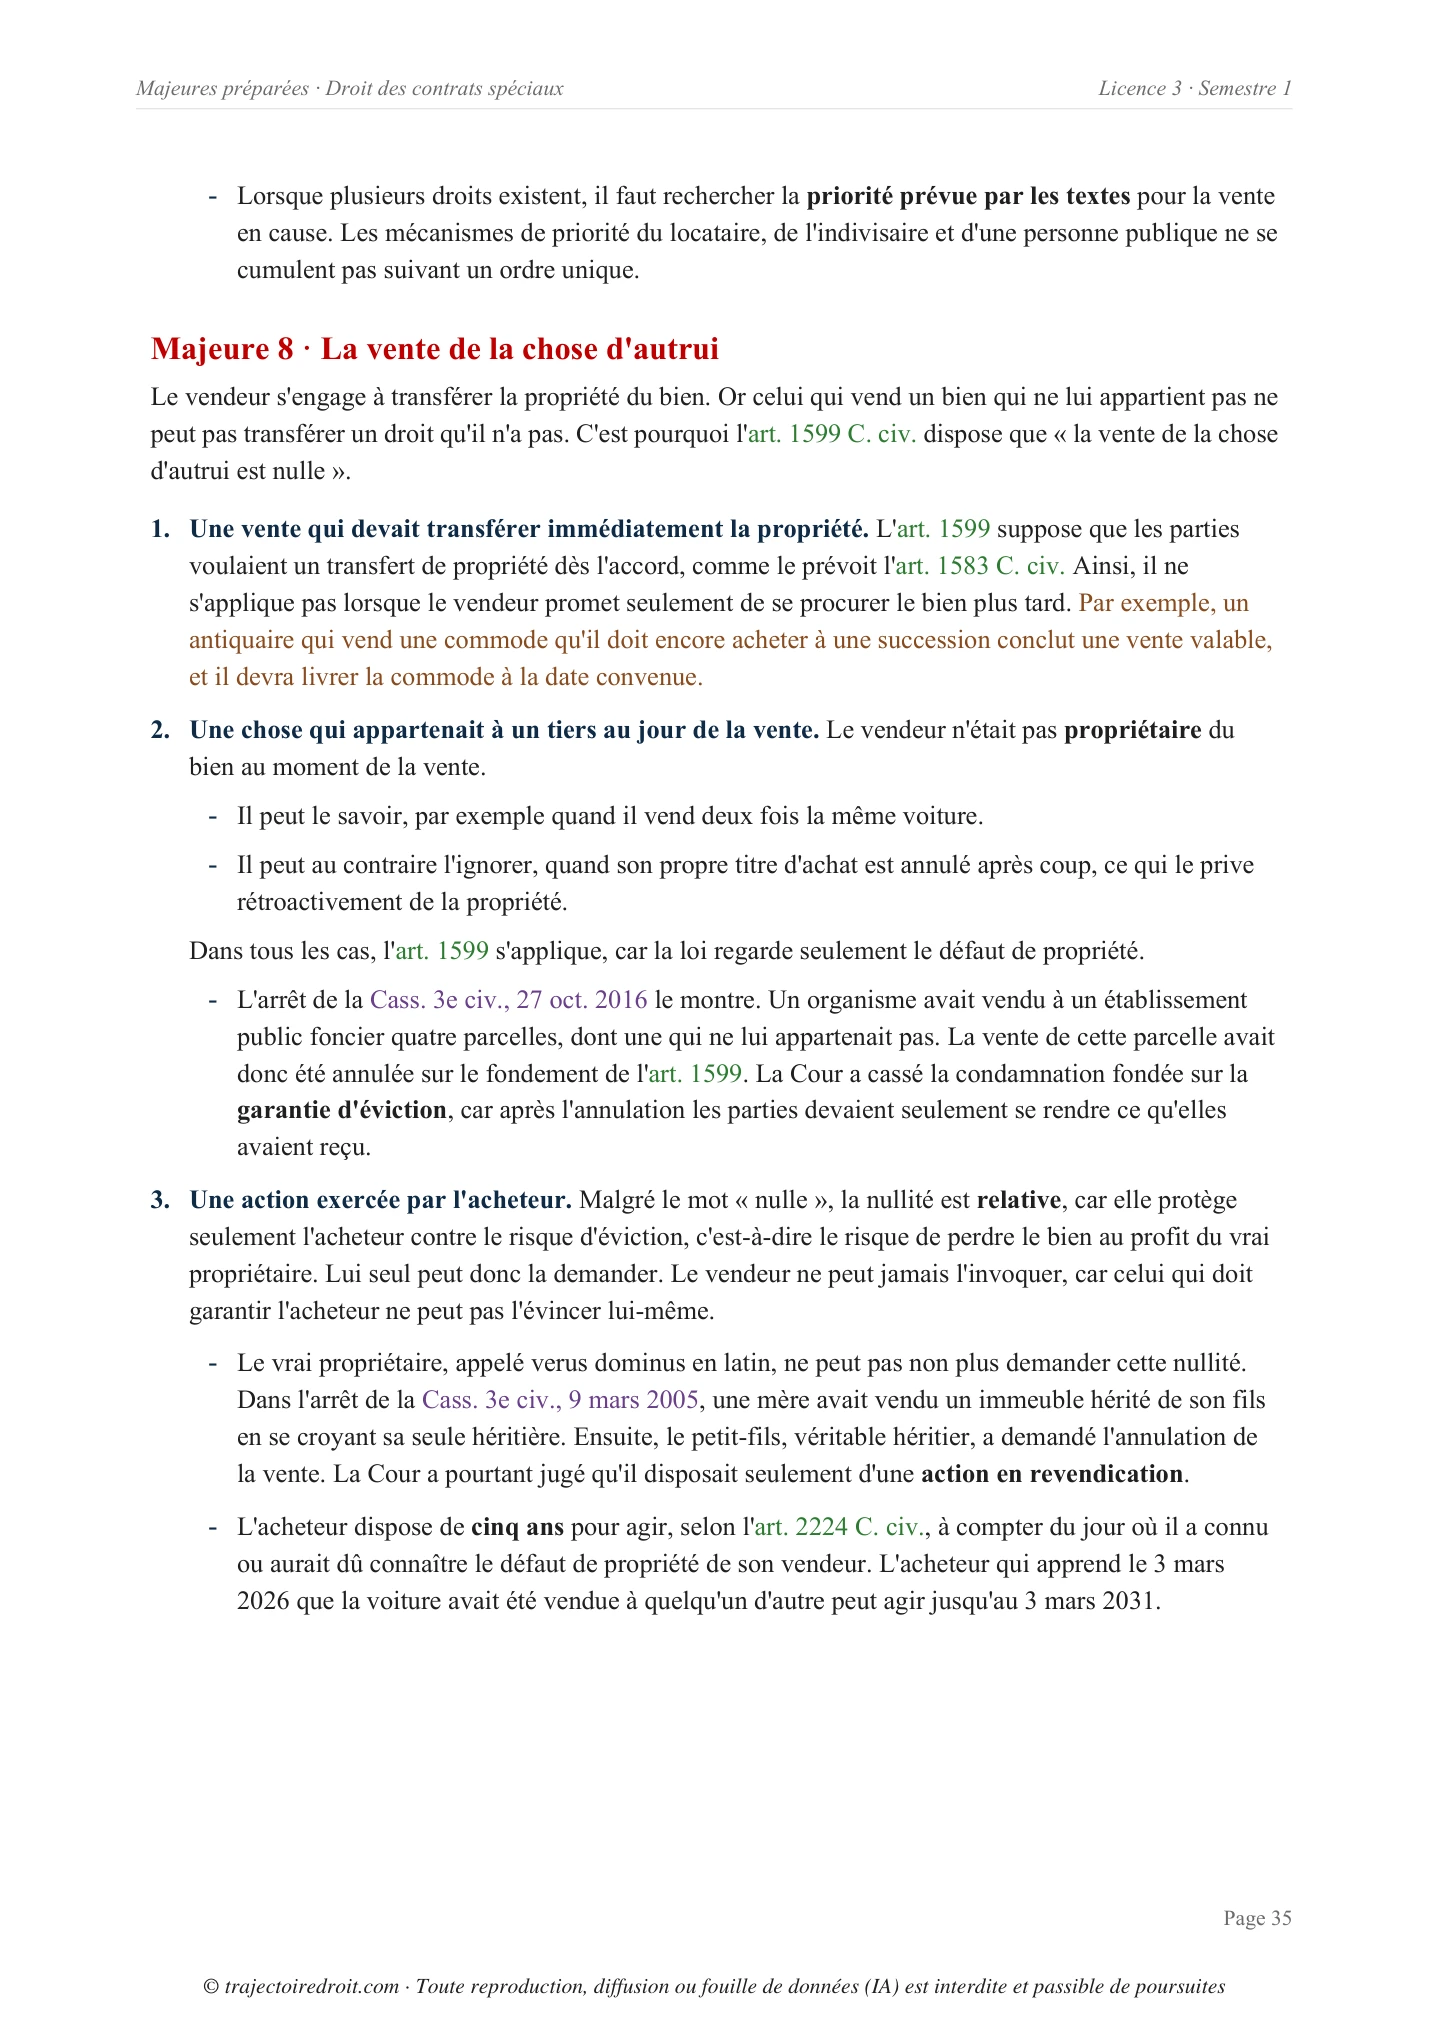 Majeures préparées · Droit des contrats spéciaux
Licence 3 · Semestre 1
- Lorsque plusieurs droits existent, il faut rechercher la priorité prévue par les textes pour la vente
en cause. Les mécanismes de priorité du locataire, de l'indivisaire et d'une personne publique ne se
cumulent pas suivant un ordre unique.
Majeure 8 · La vente de la chose d'autrui
Le vendeur s'engage à transférer la propriété du bien. Or celui qui vend un bien qui ne lui appartient pas ne
peut pas transférer un droit qu'il n'a pas. C'est pourquoi l'art. 1599 C. civ. dispose que « la vente de la chose
d'autrui est nulle ».
1. Une vente qui devait transférer immédiatement la propriété. L'art. 1599 suppose que les parties
voulaient un transfert de propriété dès l'accord, comme le prévoit l'art. 1583 C. civ. Ainsi, il ne
s'applique pas lorsque le vendeur promet seulement de se procurer le bien plus tard. Par exemple, un
antiquaire qui vend une commode qu'il doit encore acheter à une succession conclut une vente valable,
et il devra livrer la commode à la date convenue.
2. Une chose qui appartenait à un tiers au jour de la vente. Le vendeur n'était pas propriétaire du
bien au moment de la vente.
- Il peut le savoir, par exemple quand il vend deux fois la même voiture.
- Il peut au contraire l'ignorer, quand son propre titre d'achat est annulé après coup, ce qui le prive
rétroactivement de la propriété.
Dans tous les cas, l'art. 1599 s'applique, car la loi regarde seulement le défaut de propriété.
- L'arrêt de la Cass. 3e civ., 27 oct. 2016 le montre. Un organisme avait vendu à un établissement
public foncier quatre parcelles, dont une qui ne lui appartenait pas. La vente de cette parcelle avait
donc été annulée sur le fondement de l'art. 1599. La Cour a cassé la condamnation fondée sur la
garantie d'éviction, car après l'annulation les parties devaient seulement se rendre ce qu'elles
avaient reçu.
3. Une action exercée par l'acheteur. Malgré le mot « nulle », la nullité est relative, car elle protège
seulement l'acheteur contre le risque d'éviction, c'est-à-dire le risque de perdre le bien au profit du vrai
propriétaire. Lui seul peut donc la demander. Le vendeur ne peut jamais l'invoquer, car celui qui doit
garantir l'acheteur ne peut pas l'évincer lui-même.
- Le vrai propriétaire, appelé verus dominus en latin, ne peut pas non plus demander cette nullité.
Dans l'arrêt de la Cass. 3e civ., 9 mars 2005, une mère avait vendu un immeuble hérité de son fils
en se croyant sa seule héritière. Ensuite, le petit-fils, véritable héritier, a demandé l'annulation de
la vente. La Cour a pourtant jugé qu'il disposait seulement d'une action en revendication.
- L'acheteur dispose de cinq ans pour agir, selon l'art. 2224 C. civ., à compter du jour où il a connu
ou aurait dû connaître le défaut de propriété de son vendeur. L'acheteur qui apprend le 3 mars
2026 que la voiture avait été vendue à quelqu'un d'autre peut agir jusqu'au 3 mars 2031.
Page 35
© trajectoiredroit.com · Toute reproduction, diffusion ou fouille de données (IA) est interdite et passible de poursuites